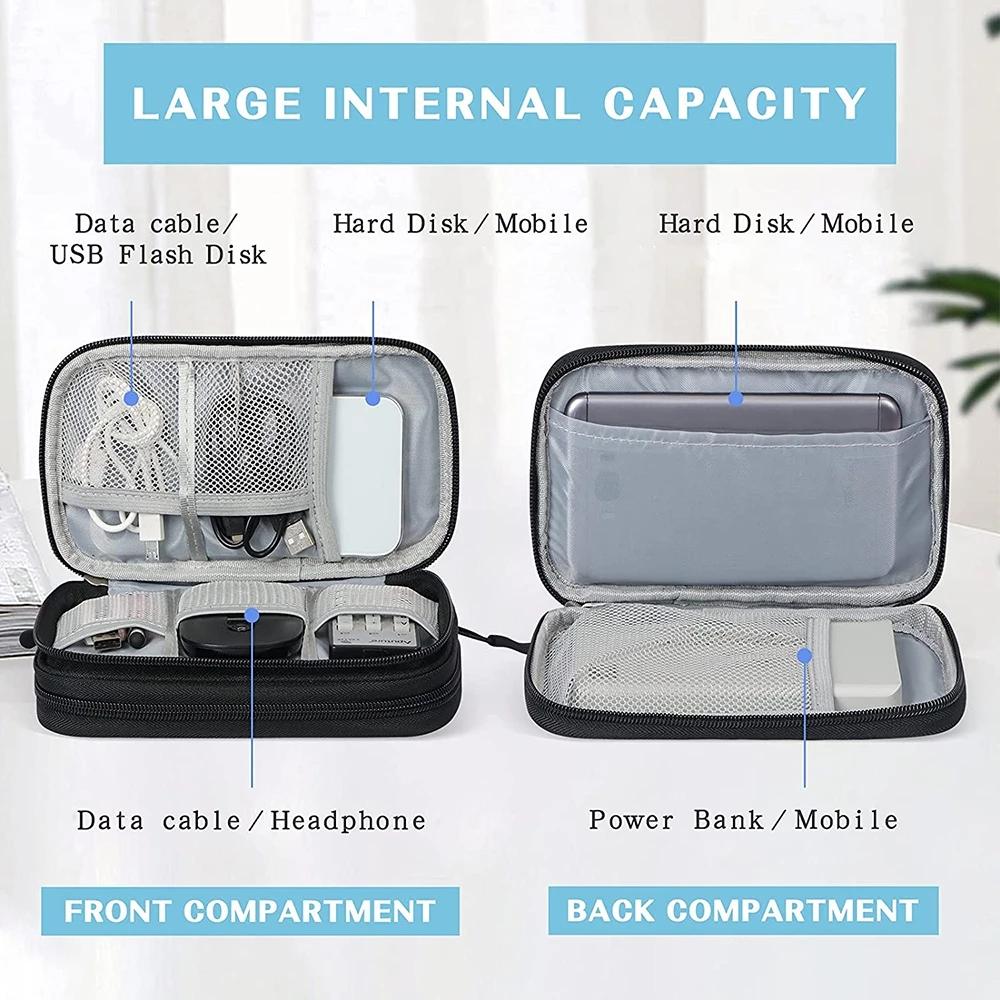 LARGE INTERNAL CAPACITY
Data cable/
USB Flash Disk
Hard Disk/Mobile
Hard Disk/Mobile
Data cable/Headphone
Power Bank/Mobile
FRONT COMPARTMENT
BACK COMPARTMENT